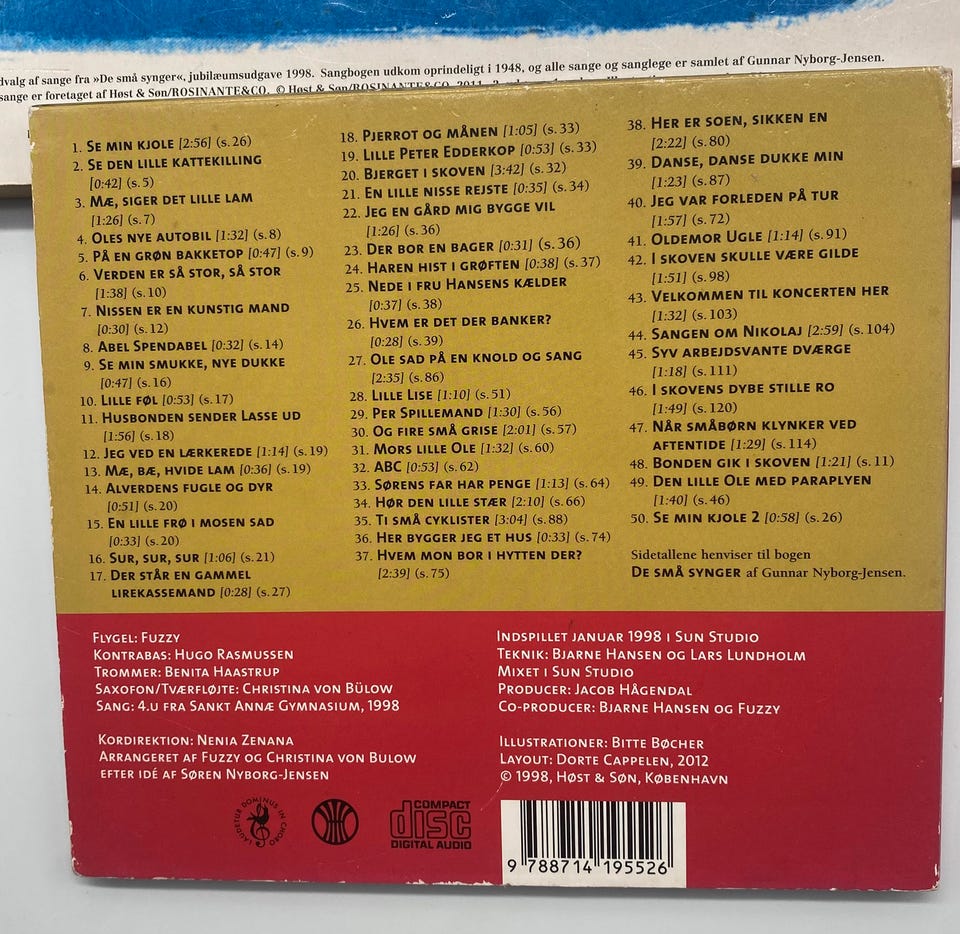 dvalg af sange fra »De små synger«, jubilæumsudgave 1998. Sangbogen udkom oprindeligt i 1948, og alle sange og sanglege er samlet af Gunnar Nyborg-Jensen.
sange er foretaget af Høst & Søn/ROSINANTE&CO. © Høst & Søn/ROSINANTE&CO, 2011.
1. Se min kjole [2:56] (s.26)
2. Se den lille kattekilling
[0:42] (s.5)
3. Mæ, siger det lille lam
[1:26] (s.7)
4. Oles nye autobil [1:32] (s.8)
5. På en grøn bakketop [0:47] (s.9)
6. Verden er så stor, så stor
[1:38] (s.10)
7. Nissen er en kunstig mand
[0:30] (s.12)
8. Abel Spendabel [0:32] (s.14)
9. Se min smukke, nye dukke
[0:47] (s.16)
10. Lille føl [0:53] (s.17)
11. Husbonden sender Lasse ud
[1:56] (s.18)
12. Jeg ved en lærkerede [1:14] (s.19)
13. Mæ, bæ, hvide lam [0:36] (s.19)
14. Alverdens fugle og dyr
[0:51] (s.20)
15. En lille frø i mosen sad
[0:33] (s.20)
16. Sur, sur, sur [1:06] (s.21)
17. Der står en gammel
lirekassemand [0:28] (s.27)
18. Pjerrot og månen [1:05] (s.33)
19. Lille Peter Edderkop [0:53] (s.33)
20. Bjerget i skoven [3:42] (s.32)
21. En lille nisse rejste [0:35] (s.34)
22. Jeg en gård mig bygge vil
[1:26] (s.36)
23. Der bor en bager [0:31] (s.36)
24. Haren hist i grøften [0:38] (s.37)
25. Nede i fru Hansens kælder
[0:37] (s.38)
26. Hvem er det der banker?
[0:28] (s.39)
27. Ole sad på en knold og sang
[2:35] (s.86)
28. Lille Lise [1:10] (s.51)
29. Per Spillemand [1:30] (s.56)
30. Og fire små grise [2:01] (s.57)
31. Mors lille Ole [1:32] (s.60)
32. ABC [0:53] (s.62)
33. Sørens far har penge [1:13] (s.64)
34. Hør den lille stær [2:10] (s.66)
35. Ti små cyklister [3:04] (s.88)
36. Her bygger jeg et hus [0:33] (s.74)
37. Hvem mon bor i hytten der?
[2:39] (s.75)
38. Her er soen, sikken en
[2:22] (s.80)
39. Danse, danse dukke min
[1:23] (s.87)
40. Jeg var forleden på tur
[1:57] (s.72)
41. Oldemor Ugle [1:14] (s.91)
42. I skoven skulle være gilde
[1:51] (s.98)
43. Velkommen til koncerten her
[1:32] (s.103)
44. Sangen om Nikolaj [2:59] (s.104)
45. Syv arbejdsvante dværge
[1:18] (s.111)
46. I skovens dybe stille ro
[1:49] (s.120)
47. Når småbørn klynker ved
aftentide [1:29] (s.114)
48. Bonden gik i skoven [1:21] (s.11)
49. Den lille Ole med paraplyen
[1:40] (s.46)
50. Se min kjole 2 [0:58] (s.26)
Sidetallene henviser til bogen
De små synger af Gunnar Nyborg-Jensen.
Flygel: Fuzzy
Kontrabas: Hugo Rasmussen
Trommer: Benita Haastrup
Saxofon/Tværfløjte: Christina von Bülow
Sang: 4.u fra Sankt Annæ Gymnasium, 1998
Kordirektion: Nenia Zenana
Arrangeret af Fuzzy og Christina von Bulow
efter idé af Søren Nyborg-Jensen
Indspillet januar 1998 i Sun Studio
Teknik: Bjarne Hansen og Lars Lundholm
Mixet i Sun Studio
Producer: Jacob Hågendal
Co-producer: Bjarne Hansen og Fuzzy
Illustrationer: Bitte Bøcher
Layout: Dorte Cappelen, 2012
© 1998, Høst & Søn, København
LAUDETUR DOMINUS IN CHORO
COMPACT
disc
DIGITAL AUDIO
9 788714 195526